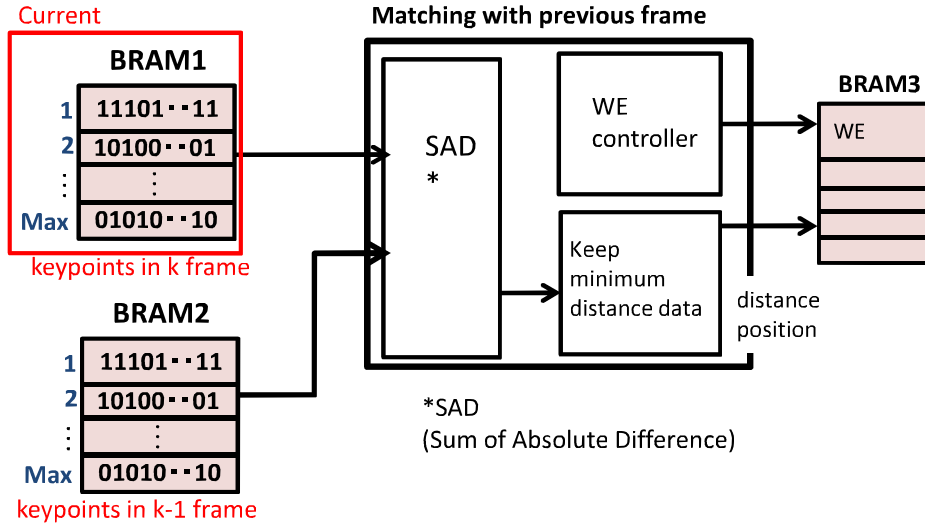 Current
BRAM1
1 11101··11
2 10100··01
⋮ ⋮
Max 01010··10
keypoints in k frame
BRAM2
1 11101··11
2 10100··01
⋮ ⋮
Max 01010··10
keypoints in k-1 frame
Matching with previous frame
SAD
*
WE
controller
Keep
minimum
distance data
distance
position
BRAM3
WE
*SAD
(Sum of Absolute Difference)